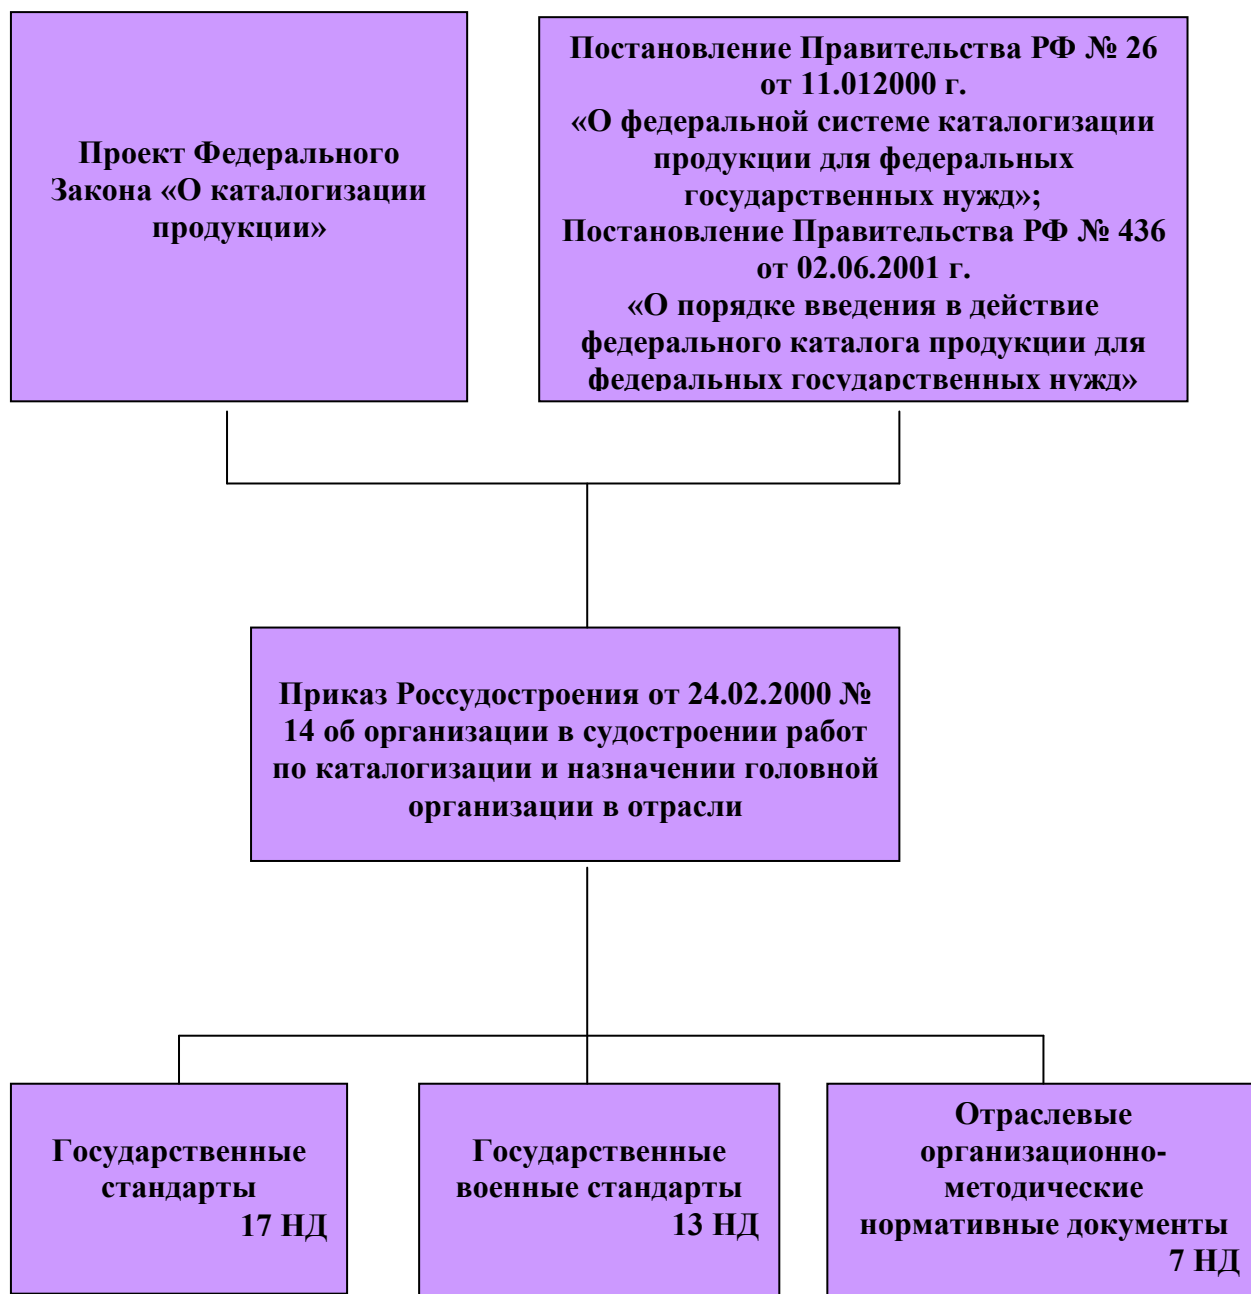 Проект Федерального
Закона «О каталогизации
продукции»
Постановление Правительства РФ № 26
от 11.012000 г.
«О федеральной системе каталогизации
продукции для федеральных
государственных нужд»;
Постановление Правительства РФ № 436
от 02.06.2001 г.
«О порядке введения в действие
федерального каталога продукции для
федеральных государственных нужд»
Приказ Россудостроения от 24.02.2000 №
14 об организации в судостроении работ
по каталогизации и назначении головной
организации в отрасли
Государственные
стандарты
17 НД
Государственные
военные стандарты
13 НД
Отраслевые
организационно-
методические
нормативные документы
7 НД